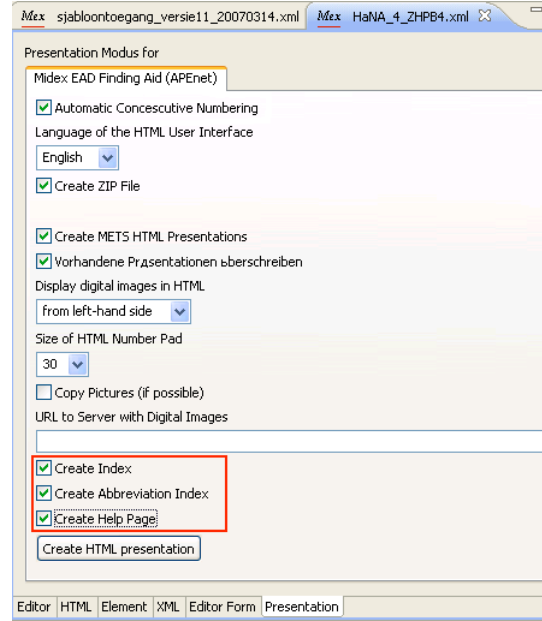 Mex sjabloontoegang_versie11_20070314.xml Mex HaNA_4_ZHPB4.xml
Presentation Modus for
Midex EAD Finding Aid (APEnet)
Automatic Concescutive Numbering
Language of the HTML User Interface
English
Create ZIP File
Create METS HTML Presentations
Vorhandene Prдsentationen ьberschreiben
Display digital images in HTML
from left-hand side
Size of HTML Number Pad
30
Copy Pictures (if possible)
URL to Server with Digital Images
Create Index
Create Abbreviation Index
Create Help Page
Create HTML presentation
Editor HTML Element XML Editor Form Presentation